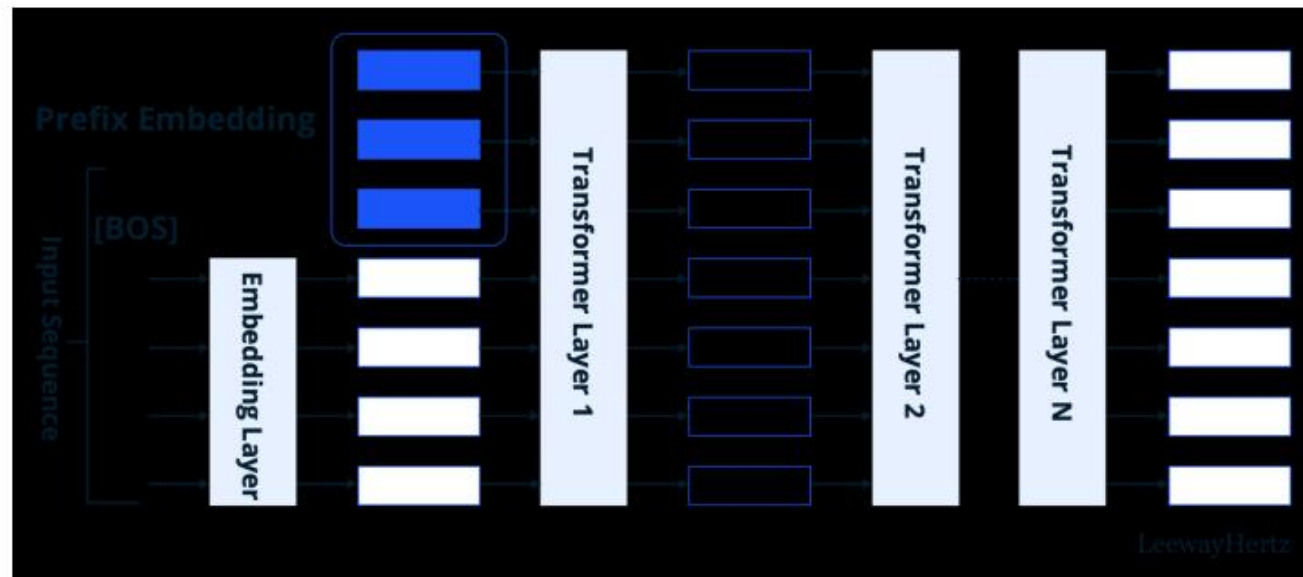 Prefix Embedding
[BOS]
Input Sequence
Embedding Layer
Transformer Layer 1
Transformer Layer 2
Transformer Layer N
LeewayHertz